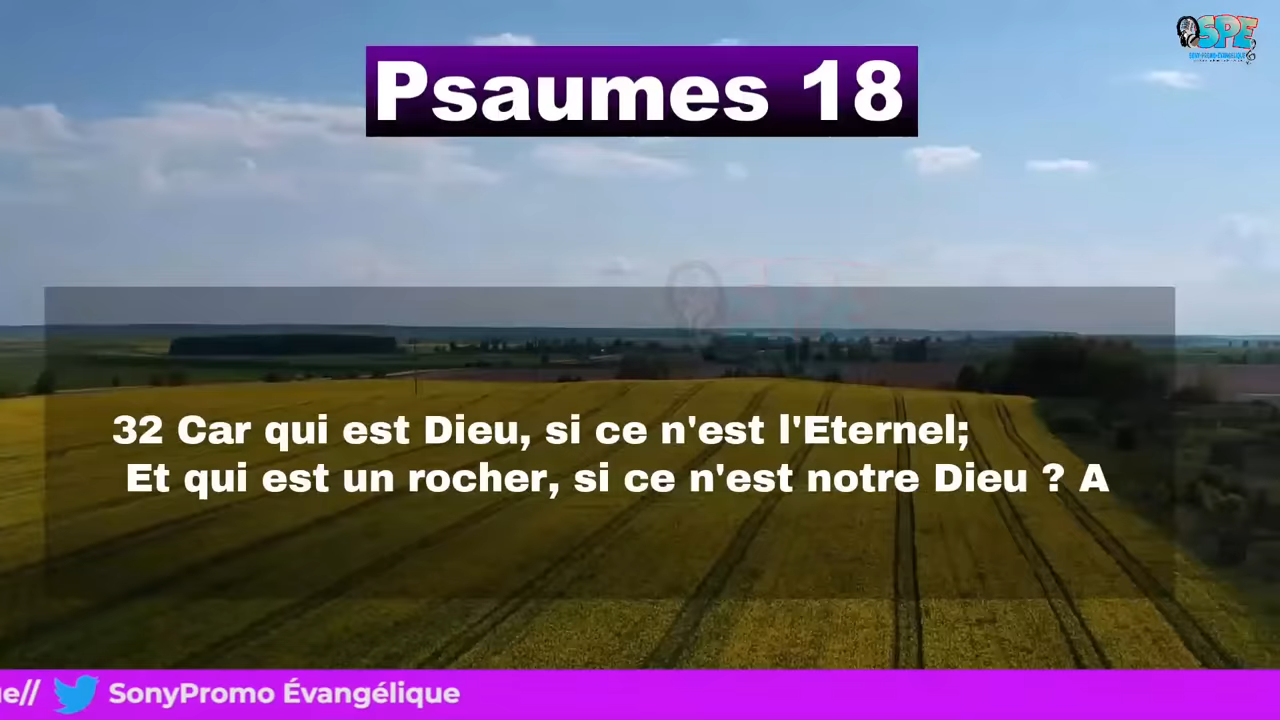 SPE
Psaumes 18
32 Car qui est Dieu, si ce n'est l'Eternel;
Et qui est un rocher, si ce n'est notre Dieu ? A
ue// SonyPromo Évangélique